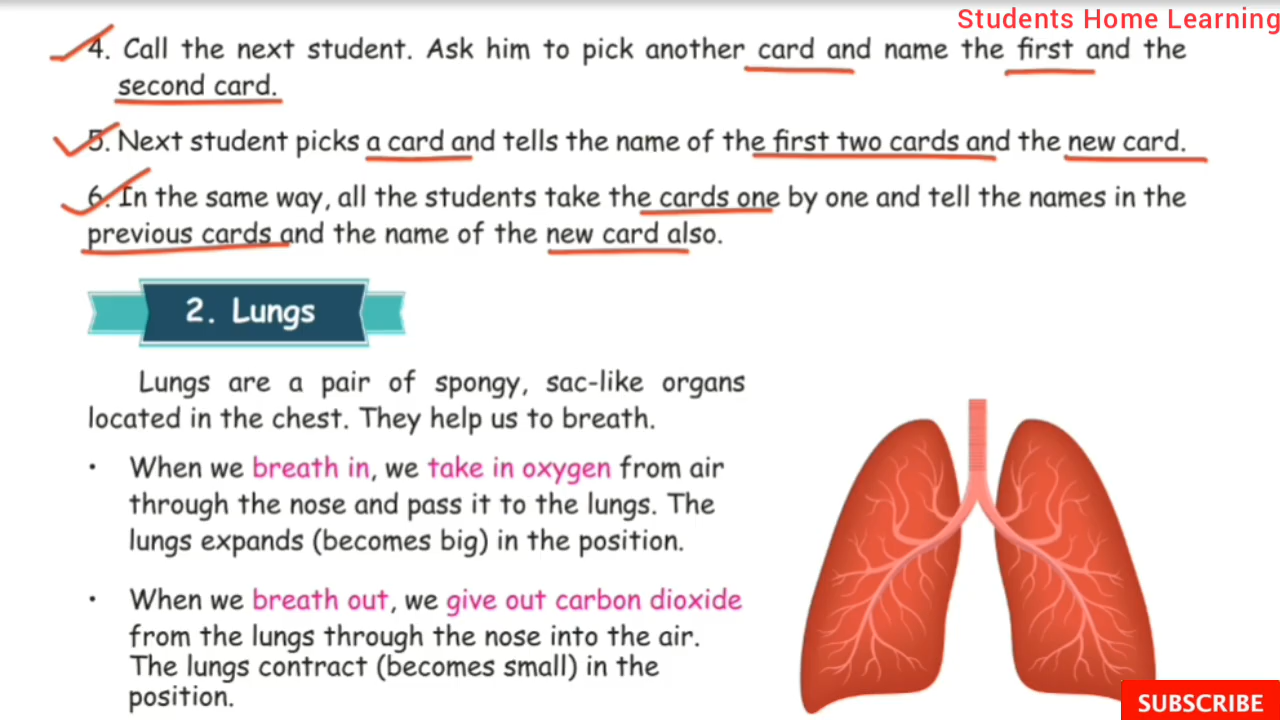 Students Home Learning
4. Call the next student. Ask him to pick another card and name the first and the
second card.
5. Next student picks a card and tells the name of the first two cards and the new card.
6. In the same way, all the students take the cards one by one and tell the names in the
previous cards and the name of the new card also.
2. Lungs
Lungs are a pair of spongy, sac-like organs
located in the chest. They help us to breath.
• When we breath in, we take in oxygen from air
through the nose and pass it to the lungs. The
lungs expands (becomes big) in the position.
• When we breath out, we give out carbon dioxide
from the lungs through the nose into the air.
The lungs contract (becomes small) in the
position.
SUBSCRIBE